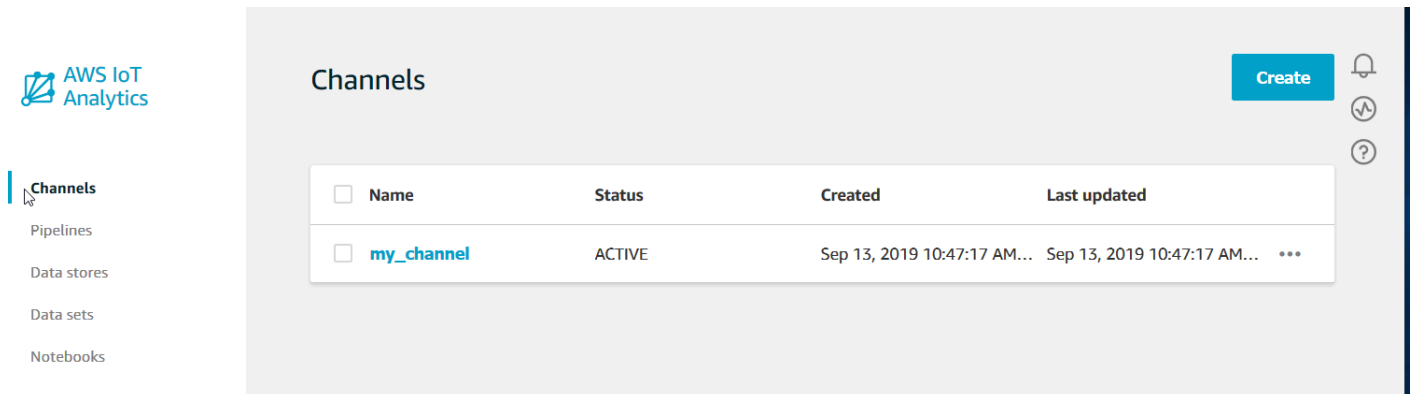 AWS IoT
Analytics
Channels
Pipelines
Data stores
Data sets
Notebooks
Channels
Create
Name Status Created Last updated
my_channel ACTIVE Sep 13, 2019 10:47:17 AM... Sep 13, 2019 10:47:17 AM... •••